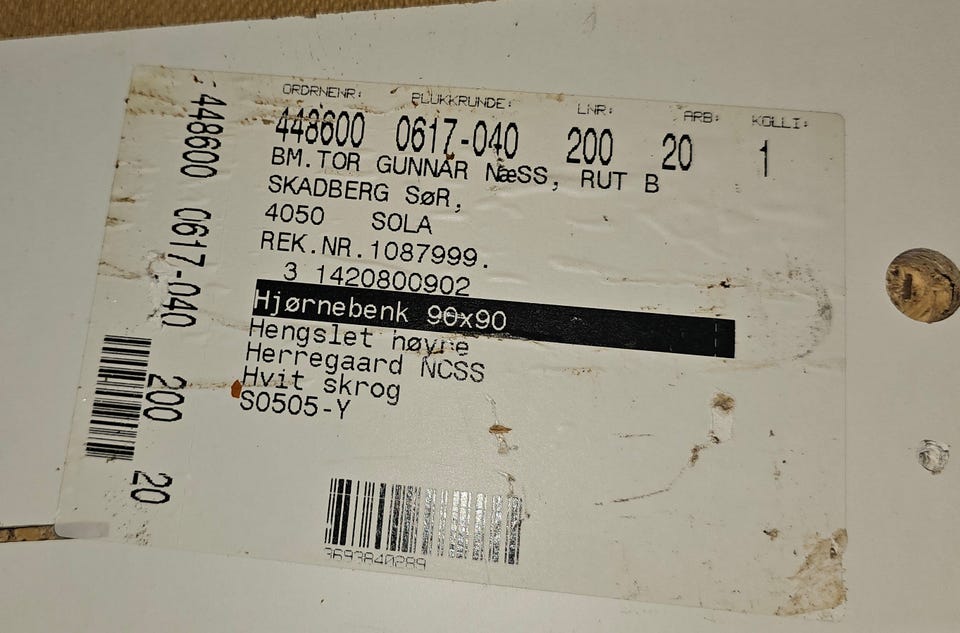 ORDRNENR: PLUKKRUNDE: LNR: ARB: KOLLI:
448600 0617-040 200 20 1
BM.TOR GUNNAR NæSS, RUT B
SKADBERG SøR,
4050 SOLA
REK.NR.1087999.
3 1420800902
Hjørnebenk 90x90
Hengslet høyre
Herregaard NCSS
Hvit skrog
S0505-Y
3693840289
448600 0617-040 200 20